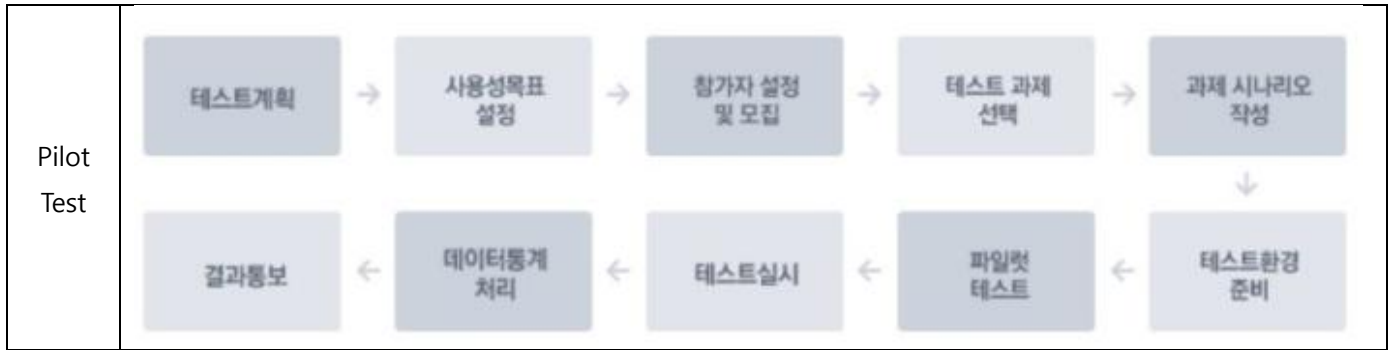 Pilot
Test
테스트계획
사용성목표
설정
참가자 설정
및 모집
테스트 과제
선택
과제 시나리오
작성
테스트환경
준비
파일럿
테스트
테스트실시
데이터통계
처리
결과통보